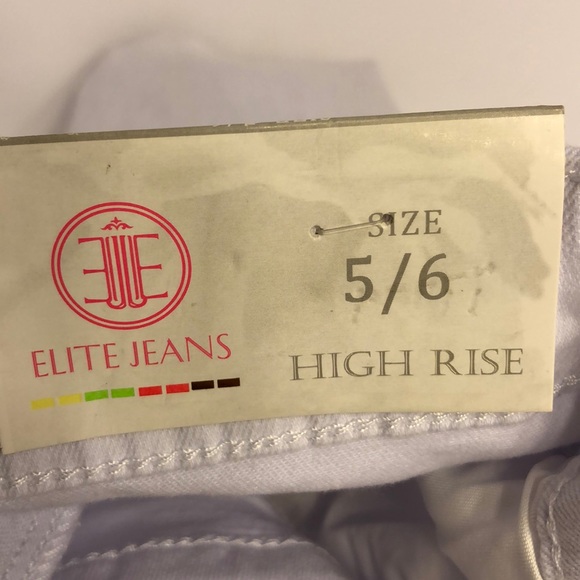 ELITE JEANS
SIZE
5/6
HIGH RISE